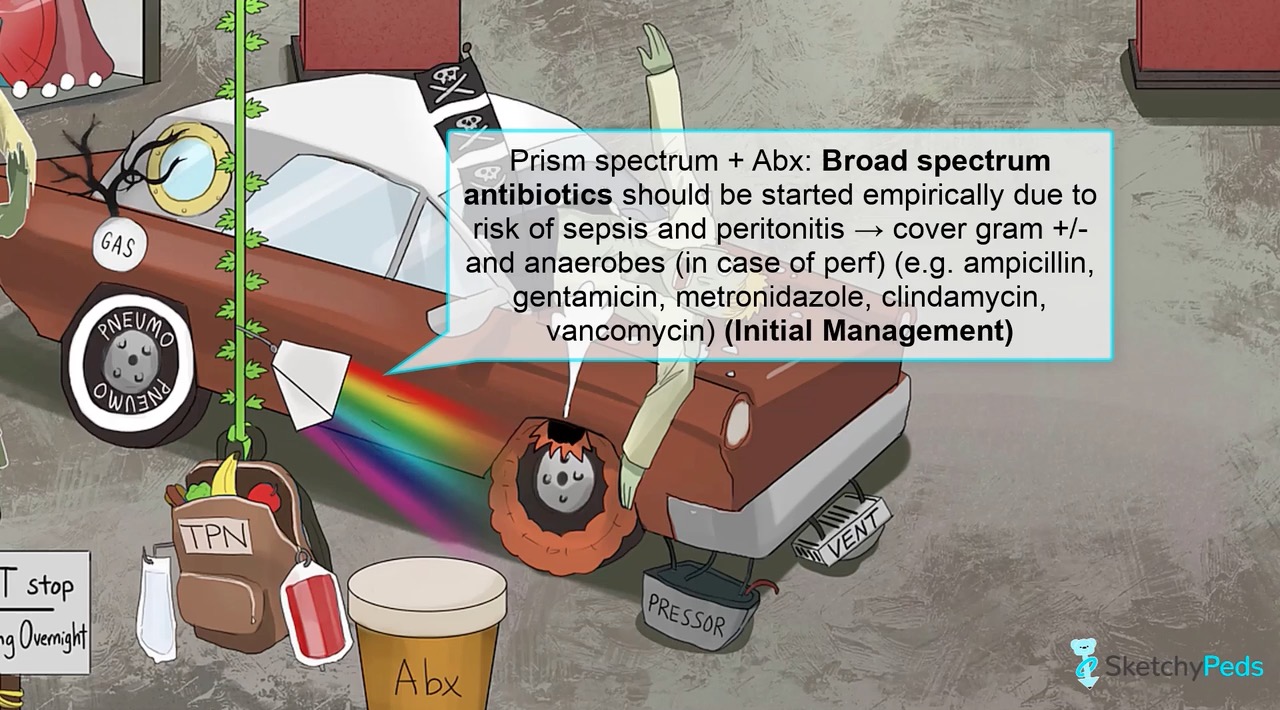 Prism spectrum + Abx: Broad spectrum
antibiotics should be started empirically due to
risk of sepsis and peritonitis → cover gram +/-
and anaerobes (in case of perf) (e.g. ampicillin,
gentamicin, metronidazole, clindamycin,
vancomycin) (Initial Management)
GAS
PNEUMO
PNEUMO
TPN
VENT
PRESSOR
T stop
ng Overnight
Abx
SketchyPeds